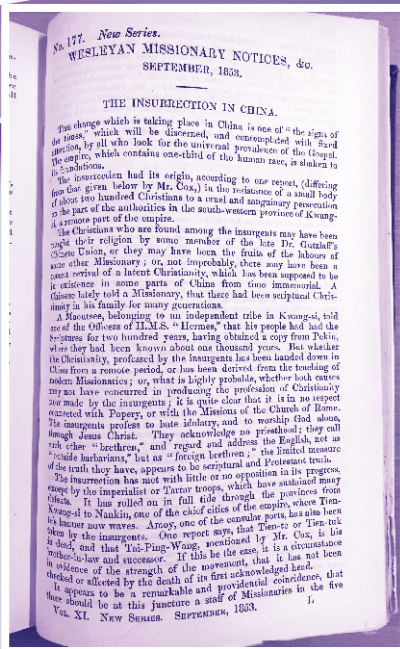 No. 177. New Series.
WESLEYAN MISSIONARY NOTICES, &c.
SEPTEMBER, 1853.
THE INSURRECTION IN CHINA.
THE change which is taking place in China is one of "the signs of
the times," which will be discerned, and contemplated with fixed
attention, by all who look for the universal prevalence of the Gospel.
The empire, which contains one-third of the human race, is shaken to
its foundations.
The insurrection had its origin, according to one report, (differing
from that given below by Mr. Cox,) in the resistance of a small body
of about two hundred Christians to a cruel and sanguinary persecution
on the part of the authorities in the south-western province of Kwang-
si, a remote part of the empire.
The Christians who are found among the insurgents may have been
taught their religion by some member of the late Dr. Gutzlaff's
Chinese Union, or they may have been the fruits of the labours of
some other Missionary; or, not improbably, there may have been a
recent revival of a latent Christianity, which has been supposed to be
in existence in some parts of China from time immemorial. A
Chinese lately told a Missionary, that there had been scriptural Chris-
tianity in his family for many generations.
A Maoutsee, belonging to an independent tribe in Kwang-si, told
one of the Officers of H.M.S. "Hermes," that his people had had the
Scriptures for two hundred years, having obtained a copy from Pekin,
where they had been known about one thousand years. But whether
the Christianity, professed by the insurgents has been handed down in
China from a remote period, or has been derived from the teaching of
modern Missionaries; or, what is highly probable, whether both causes
may not have concurred in producing the profession of Christianity
now made by the insurgents; it is quite clear that it is in no respect
connected with Popery, or with the Missions of the Church of Rome.
The insurgents profess to hate idolatry, and to worship God alone,
through Jesus Christ. They acknowledge no priesthood; they call
each other "brethren," and regard and address the English, not as
"outside barbarians," but as "foreign brethren;" the limited measure
of the truth they have, appears to be scriptural and Protestant truth.
The insurrection has met with little or no opposition in its progress,
except by the imperialist or Tartar troops, which have sustained many
defeats. It has rolled on in full tide through the provinces from
Kwang-si to Nankin, one of the chief cities of the empire, where Tien-
te's banner now waves. Amoy, one of the consular ports, has also been
taken by the insurgents. One report says, that Tien-te or Tien-tuk
is dead, and that Tai-Ping-Wang, mentioned by Mr. Cox, is his
brother-in-law and successor. If this be the case, it is a circumstance
in evidence of the strength of the movement, that it has not been
checked or affected by the death of its first acknowledged head.
It appears to be a remarkable and providential coincidence, that
there should be at this juncture a staff of Missionaries in the five
VOL. XI. NEW SERIES. SEPTEMBER, 1853. L